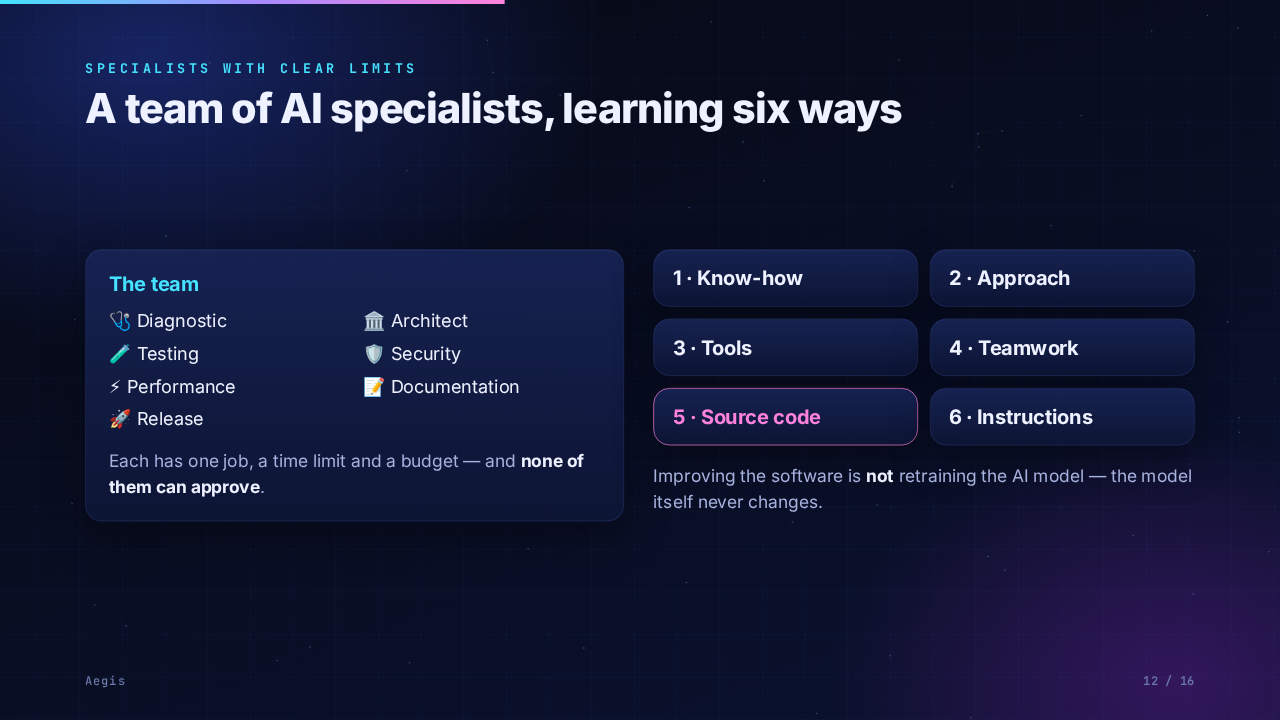 SPECIALISTS WITH CLEAR LIMITS
A team of AI specialists, learning six ways
The team
🩺 Diagnostic
🏛️ Architect
🧪 Testing
🛡️ Security
⚡ Performance
📝 Documentation
🚀 Release
Each has one job, a time limit and a budget — and none of
them can approve.
1 · Know-how
2 · Approach
3 · Tools
4 · Teamwork
5 · Source code
6 · Instructions
Improving the software is not retraining the AI model — the model
itself never changes.
Aegis
12 / 16